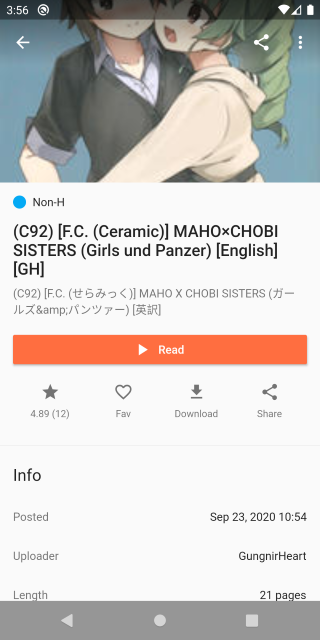 3:56
Non-H
(C92) [F.C. (Ceramic)] MAHO×CHOBI
SISTERS (Girls und Panzer) [English]
[GH]
(C92) [F.C. (せらみっく)] MAHO X CHOBI SISTERS (ガー
ルズ&amp;パンツァー) [英訳]
Read
4.89 (12)
Fav
Download
Share
Info
Posted
Sep 23, 2020 10:54
Uploader
GungnirHeart
Length
21 pages